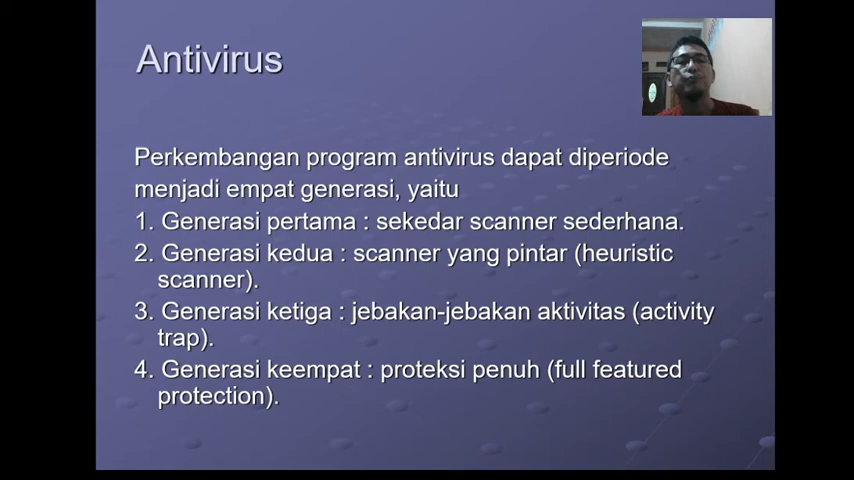 Antivirus
Perkembangan program antivirus dapat diperiode
menjadi empat generasi, yaitu
1. Generasi pertama : sekedar scanner sederhana.
2. Generasi kedua : scanner yang pintar (heuristic
scanner).
3. Generasi ketiga : jebakan-jebakan aktivitas (activity
trap).
4. Generasi keempat : proteksi penuh (full featured
protection).